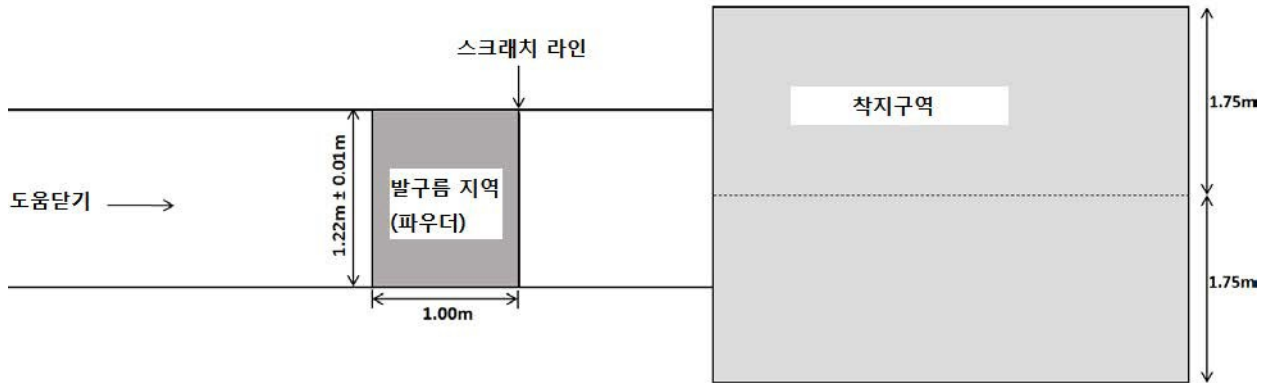 스크래치 라인
착지구역
1.75m
도움닫기
1.22m ± 0.01m
발구름 지역
(파우더)
1.75m
1.00m